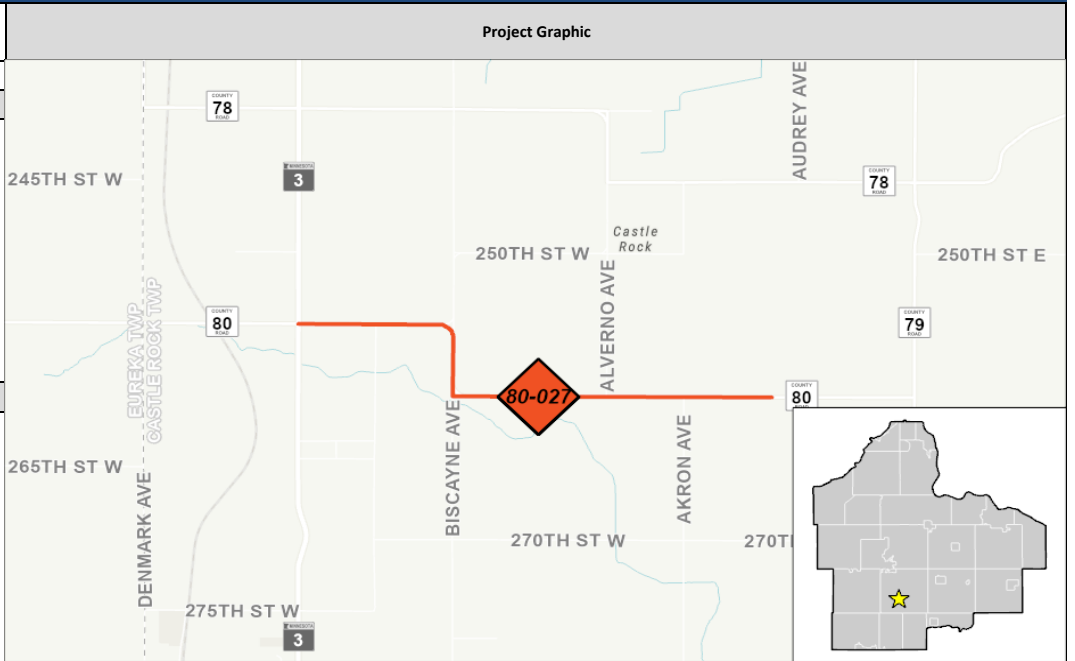 Project Graphic
COUNTY
78
ROAD
245TH ST W
MINNESOTA
3
AUDREY AVE
COUNTY
78
ROAD
Castle
Rock
250TH ST W
250TH ST E
COUNTY
80
ROAD
EUREKA TWP
CASTLE ROCK TWP
ALVERNO AVE
COUNTY
79
ROAD
80-027
COUNTY
80
BISCAYNE AVE
AKRON AVE
265TH ST W
DENMARK AVE
270TH ST W
275TH ST W
MINNESOTA
3